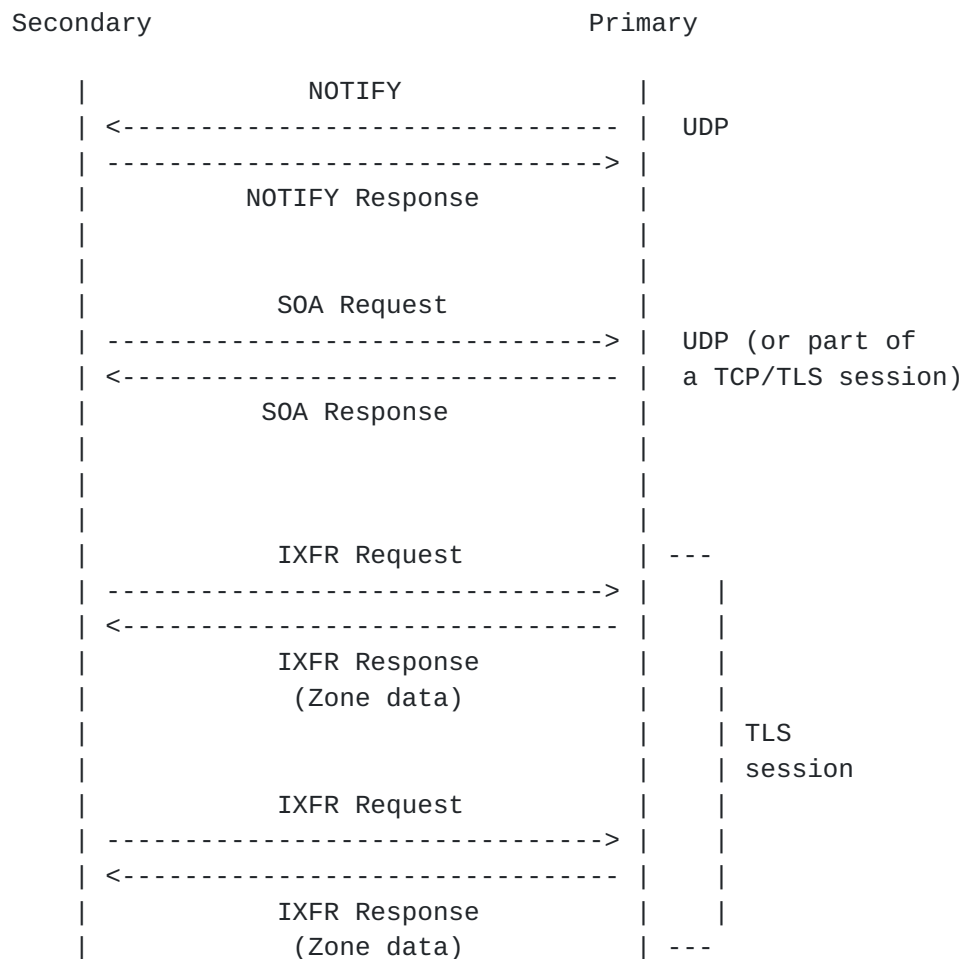 Secondary Primary
NOTIFY
UDP
NOTIFY Response
SOA Request
UDP (or part of
a TCP/TLS session)
SOA Response
IXFR Request
IXFR Response
(Zone data)
TLS
session
IXFR Request
IXFR Response
(Zone data)